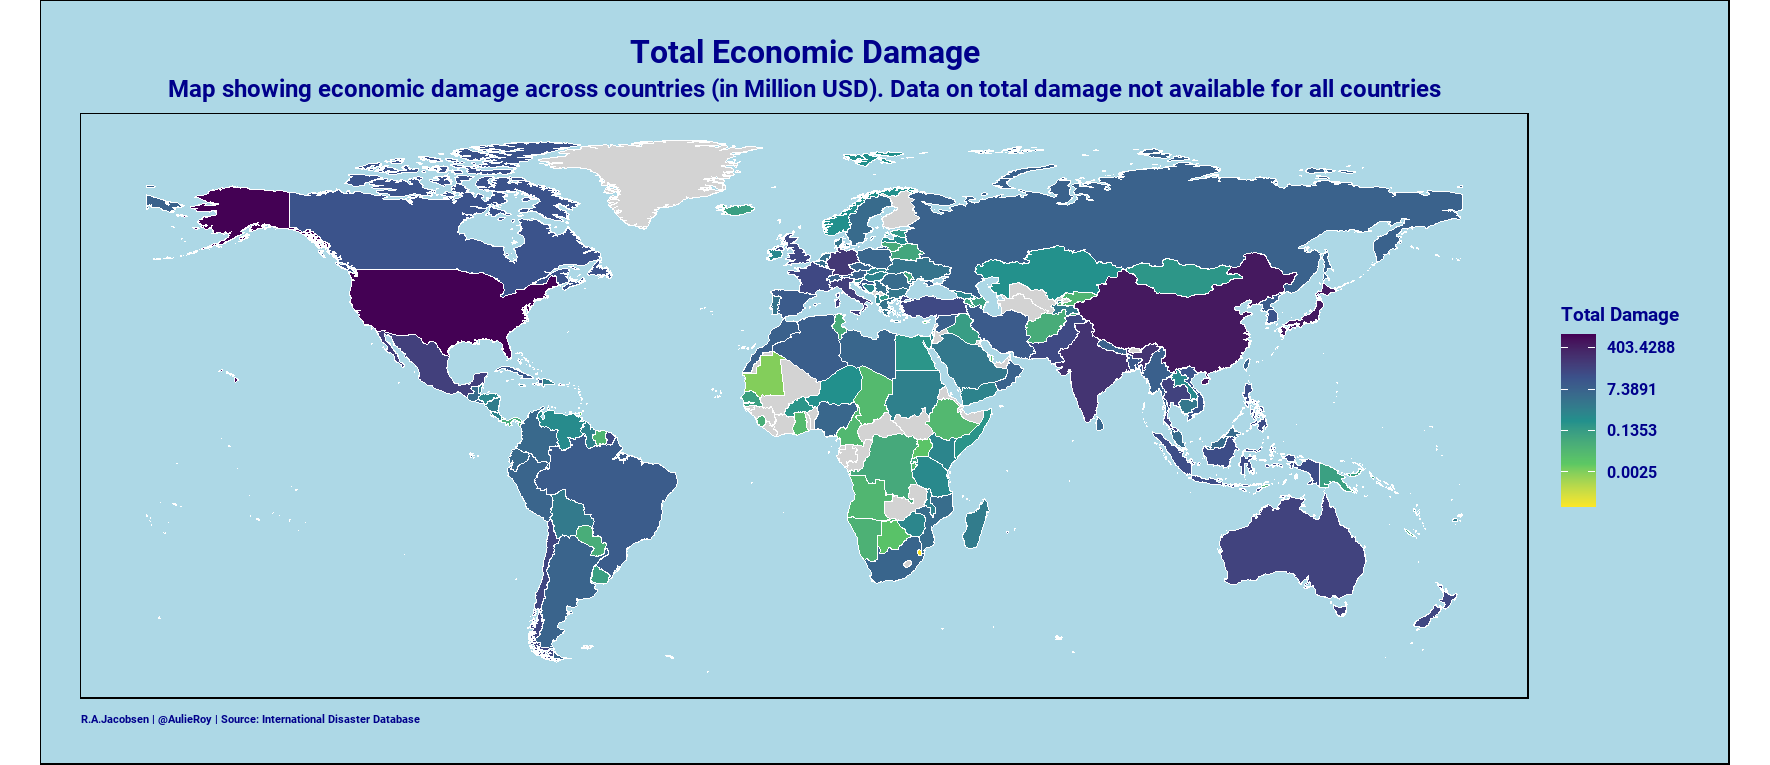 Total Economic Damage
Map showing economic damage across countries (in Million USD). Data on total damage not available for all countries
Total Damage
403.4288
7.3891
0.1353
0.0025
R.A.Jacobsen | @AulieRoy | Source: International Disaster Database